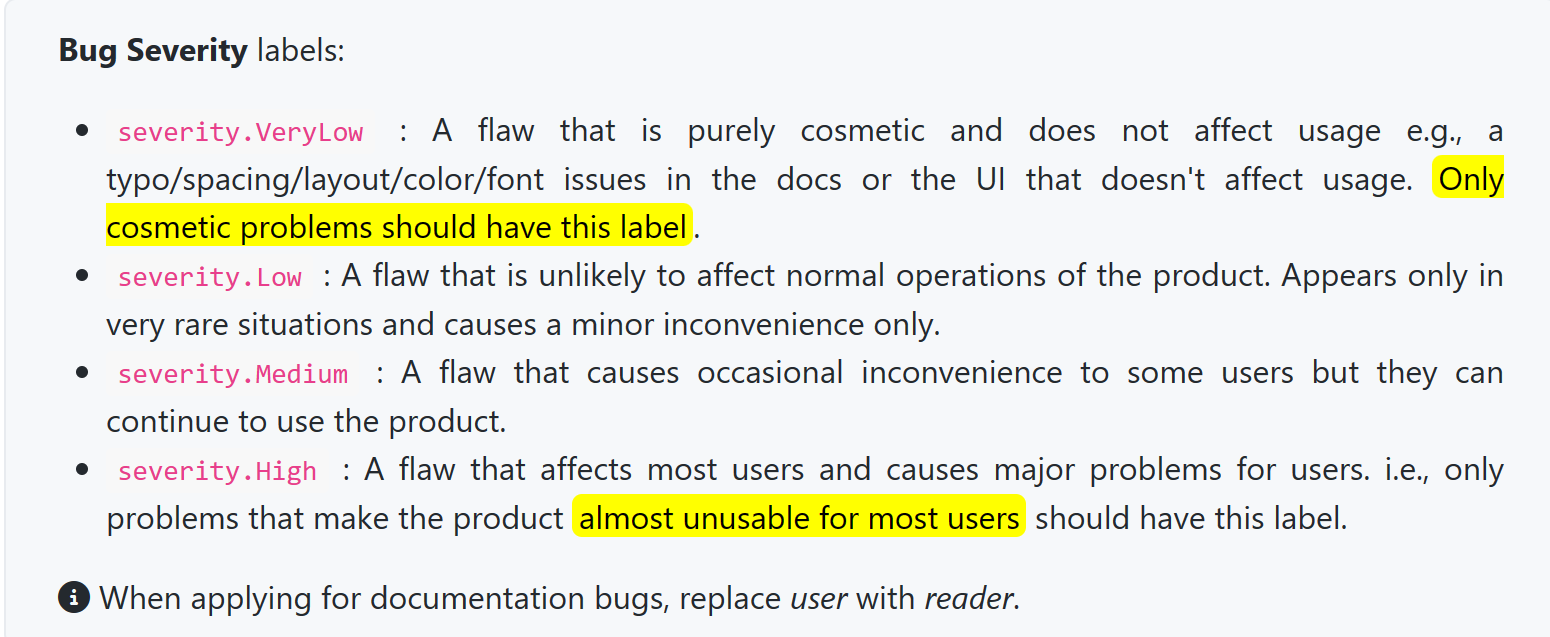 Bug Severity labels:
severity.VeryLow : A flaw that is purely cosmetic and does not affect usage e.g., a
typo/spacing/layout/color/font issues in the docs or the UI that doesn't affect usage. Only
cosmetic problems should have this label.
severity.Low : A flaw that is unlikely to affect normal operations of the product. Appears only in
very rare situations and causes a minor inconvenience only.
severity.Medium : A flaw that causes occasional inconvenience to some users but they can
continue to use the product.
severity.High : A flaw that affects most users and causes major problems for users. i.e., only
problems that make the product almost unusable for most users should have this label.
When applying for documentation bugs, replace user with reader.